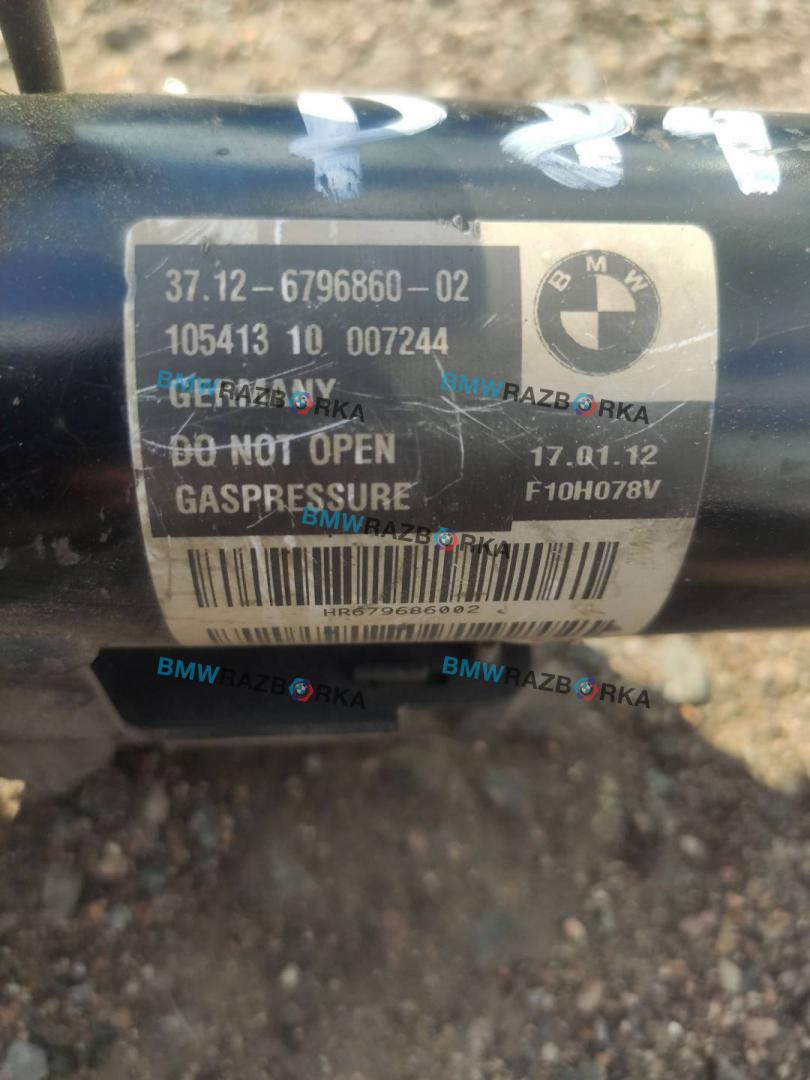 37.12-6796860-02
105413 10 007244
GERMANY
DO NOT OPEN
GASPRESSURE
BMW
17.01.12
F10H078V
HR679686002
BMWRAZBORKA
BMWRAZBORKA
BMWRAZBORKA
BMWRAZBORKA
BMWRAZBORKA